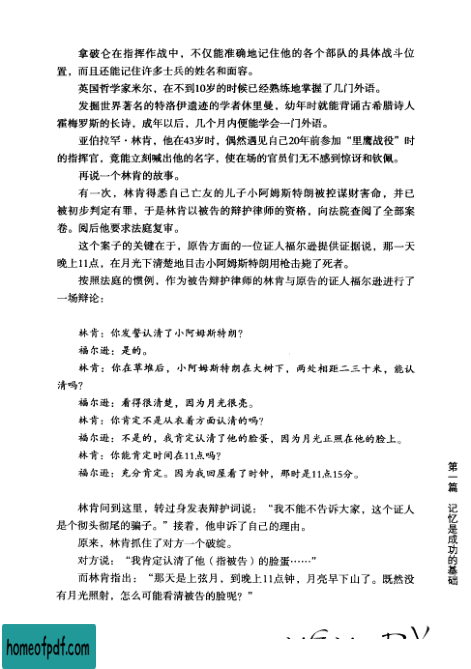 拿破仑在指挥作战中，不仅能准确地记住他的各个部队的具体战斗位
置，而且还能记住许多士兵的姓名和面容。
英国哲学家米尔，在不到10岁的时候已经熟练地掌握了几门外语。
发掘世界著名的特洛伊遗迹的学者休里曼，幼年时就能背诵古希腊诗人
霍梅罗斯的长诗，成年以后，几个月内便能学会一门外语。
亚伯拉罕·林肯，他在43岁时，偶然遇见自己20年前参加“里鹰战役”时
的指挥官，竟能立刻喊出他的名字，使在场的官员们无不感到惊讶和钦佩。
再说一个林肯的故事。
有一次，林肯得悉自己亡友的儿子小阿姆斯特朗被控谋财害命，并已
被初步判定有罪，于是林肯以被告的辩护律师的资格，向法院查阅了全部案
卷。阅后他要求法庭复审。
这个案子的关键在于，原告方面的一位证人福尔逊提供证据说，那一天
晚上11点，在月光下清楚地目击小阿姆斯特朗用枪击毙了死者。
按照法庭的惯例，作为被告辩护律师的林肯与原告的证人福尔逊进行了
一场辩论：
林肯：你发誓认清了小阿姆斯特朗？
福尔逊：是的。
林肯：你在草堆后，小阿姆斯特朗在大树下，两处相距二三十米，能认
清吗？
福尔逊：看得很清楚，因为月光很亮。
林肯：你肯定不是从衣着方面认清的吗？
福尔逊：不是的，我肯定认清了他的脸蛋，因为月光正照在他的脸上。
林肯：你能肯定时间在11点吗？
福尔逊：充分肯定。因为我回屋看了时钟，那时是11点15分。
林肯问到这里，转过身发表辩护词说：“我不能不告诉大家，这个证人
是个彻头彻尾的骗子。”接着，他申诉了自己的理由。
原来，林肯抓住了对方一个破绽。
对方说：“我肯定认清了他（指被告）的脸蛋……”
而林肯指出：“那天是上弦月，到晚上11点钟，月亮早下山了。既然没
有月光照射，怎么可能看清被告的脸呢？”
第一篇 记忆是成功的基础
homeofpdf.com